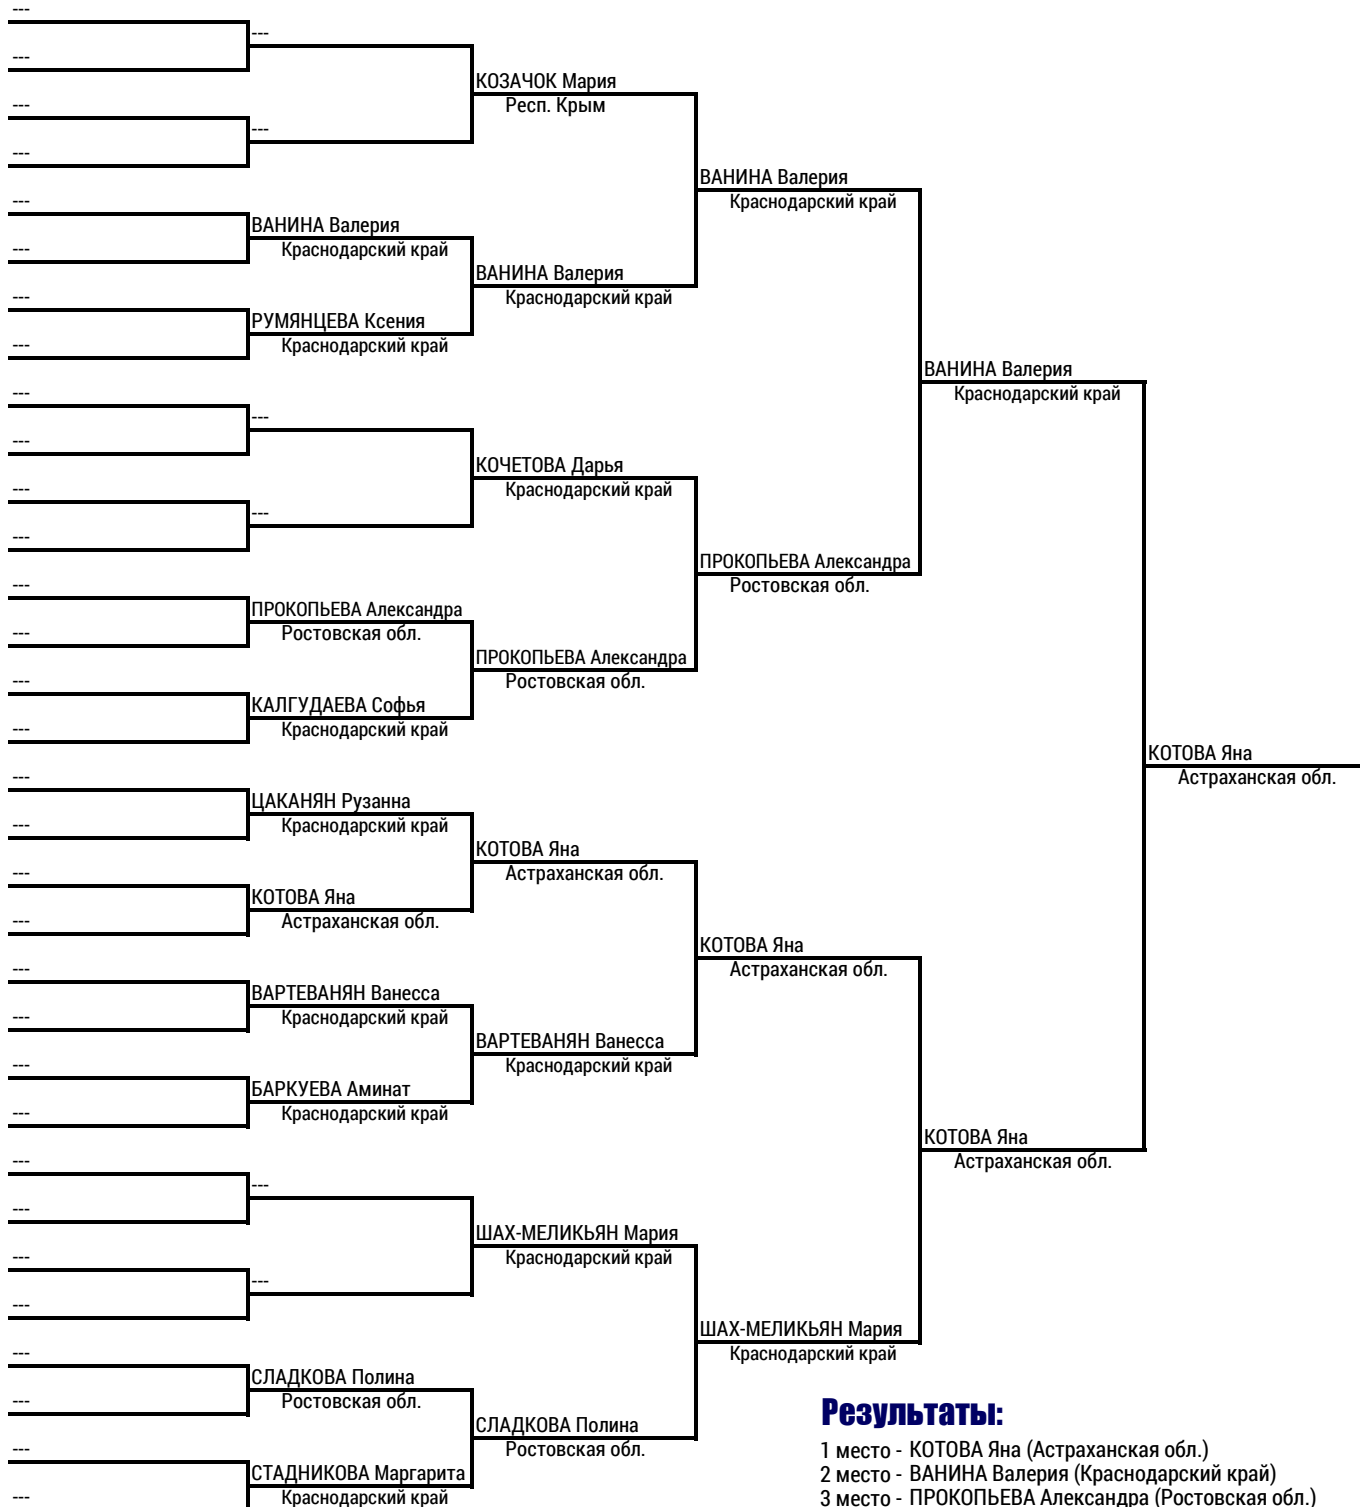 ---
---
---
КОЗАЧОК Мария
---
Респ. Крым
---
---
ВАНИНА Валерия
---
Краснодарский край
ВАНИНА Валерия
---
Краснодарский край
ВАНИНА Валерия
---
Краснодарский край
РУМЯНЦЕВА Ксения
---
Краснодарский край
ВАНИНА Валерия
---
Краснодарский край
---
---
КОЧЕТОВА Дарья
---
Краснодарский край
---
---
ПРОКОПЬЕВА Александра
---
Ростовская обл.
ПРОКОПЬЕВА Александра
---
Ростовская обл.
ПРОКОПЬЕВА Александра
---
Ростовская обл.
КАЛГУДАЕВА Софья
---
Краснодарский край
КОТОВА Яна
---
Астраханская обл.
ЦАКАНЯН Рузанна
---
Краснодарский край
КОТОВА Яна
---
Астраханская обл.
КОТОВА Яна
---
Астраханская обл.
КОТОВА Яна
---
Астраханская обл.
ВАРТЕВАНЯН Ванесса
---
Краснодарский край
ВАРТЕВАНЯН Ванесса
---
Краснодарский край
БАРКУЕВА Аминат
---
Краснодарский край
КОТОВА Яна
---
Астраханская обл.
---
---
ШАХ-МЕЛИКЬЯН Мария
---
Краснодарский край
---
---
ШАХ-МЕЛИКЬЯН Мария
---
Краснодарский край
СЛАДКОВА Полина
---
Ростовская обл.
СЛАДКОВА Полина
---
Ростовская обл.
СТАДНИКОВА Маргарита
---
Краснодарский край
Результаты:
1 место - КОТОВА Яна (Астраханская обл.)
2 место - ВАНИНА Валерия (Краснодарский край)
3 место - ПРОКОПЬЕВА Александра (Ростовская обл.)